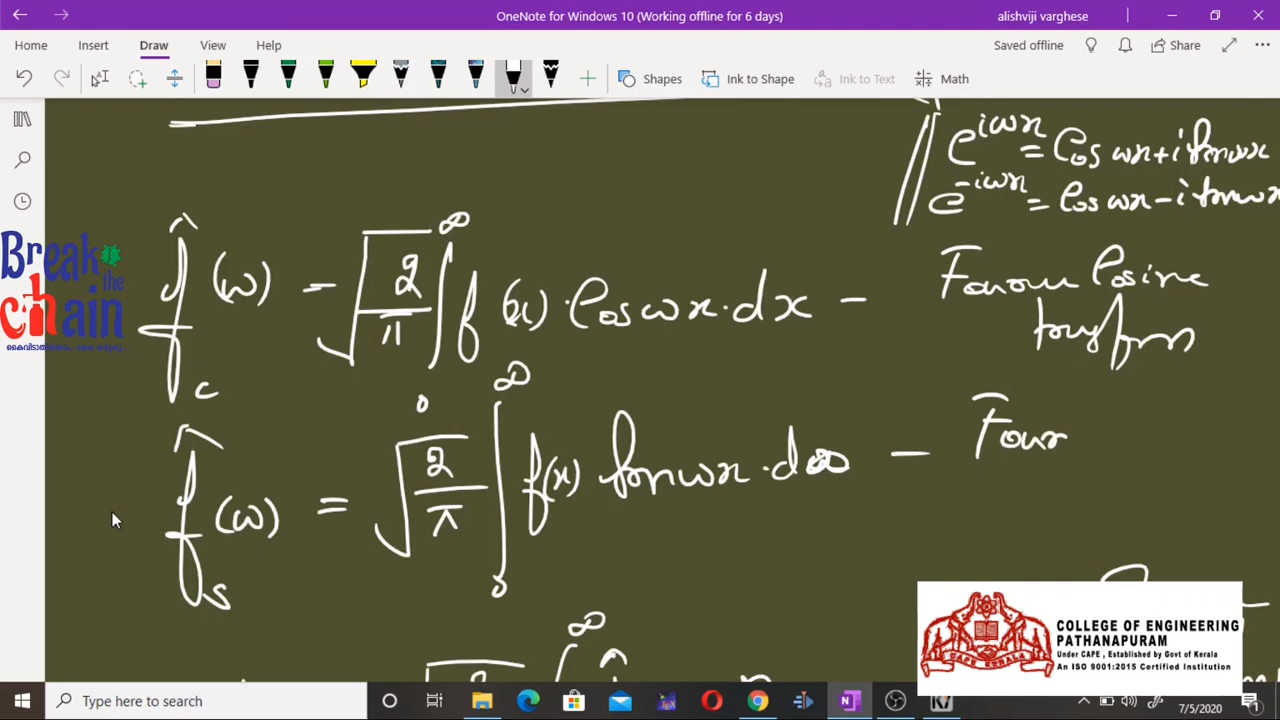 OneNote for Windows 10 (Working offline for 6 days)
alishviji varghese
Home Insert Draw View Help
Saved offline
Share
Shapes
Ink to Shape
Ink to Text
Math
e^{iωx} = Cos ωx + i sin ωx
e^{-iωx} = Cos ωx - i sin ωx
f̂_c (ω) = √(2/π) ∫_0^∞ f(x) · Cos ωx · dx -
Fourier Cosine
transform
f̂_s (ω) = √(2/π) ∫_0^∞ f(x) sin ωx · dx - Four
∞
Break
the
chain
COLLEGE OF ENGINEERING
PATHANAPURAM
Under CAPE, Established by Govt of Kerala
An ISO 9001:2015 Certified Institution
Type here to search
7/5/2020